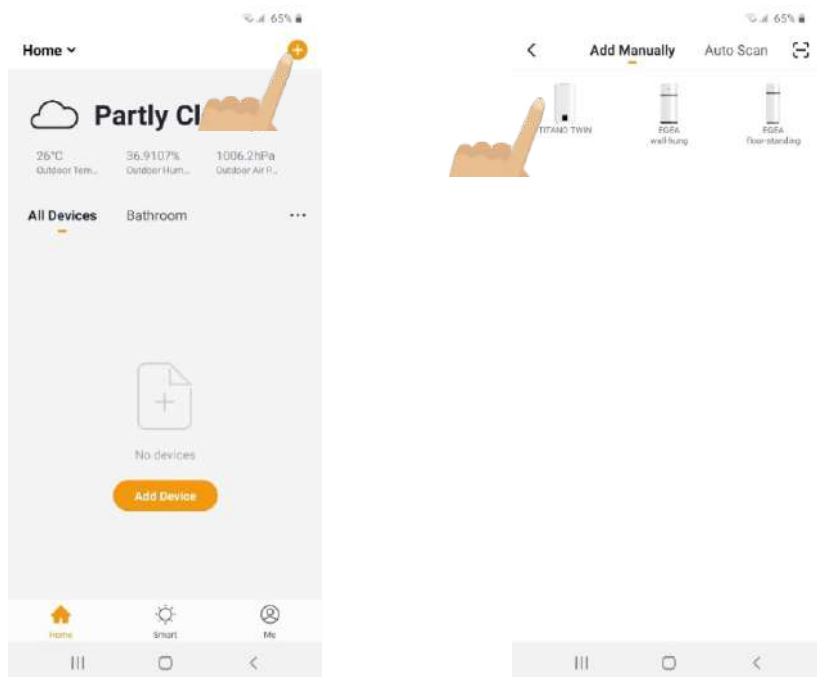 65%
Home
Partly Cl
26°C
36.9107%
1006.2hPa
Outdoor Tem...
Outdoor Hum...
Outdoor Air P...
All Devices
Bathroom
No devices
Add Device
Home
Smart
Me
65%
Add Manually
Auto Scan
TITANO TWIN
EGEA
wall-hung
EGEA
floor-standing